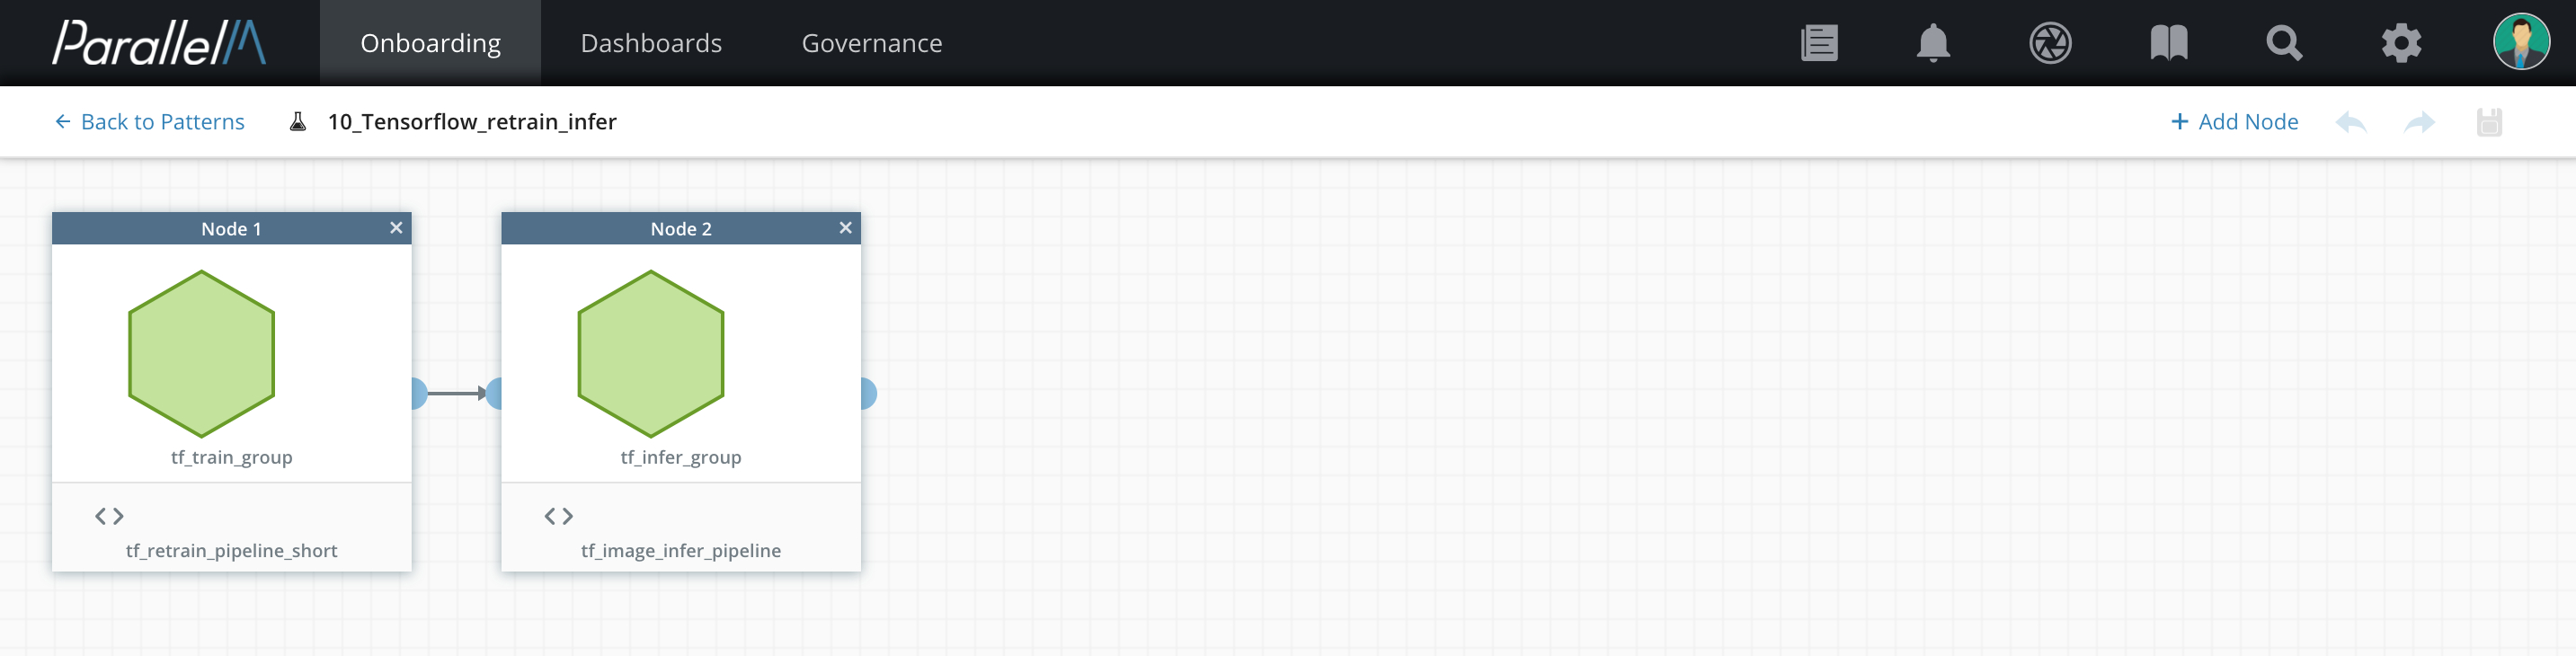 ParallelM
Onboarding
Dashboards
Governance
Back to Patterns
10_Tensorflow_retrain_infer
+ Add Node
Node 1
Node 2
tf_train_group
tf_infer_group
tf_retrain_pipeline_short
tf_image_infer_pipeline